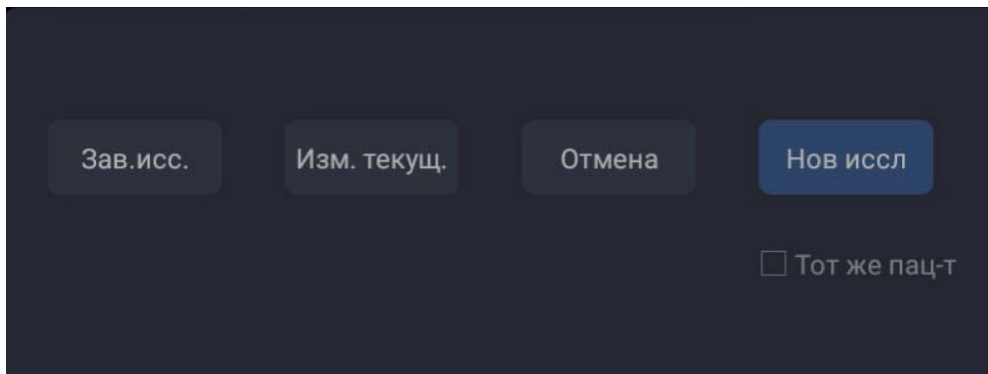 Зав.исс.
Изм. текущ.
Отмена
Нов иссл
Тот же пац-т